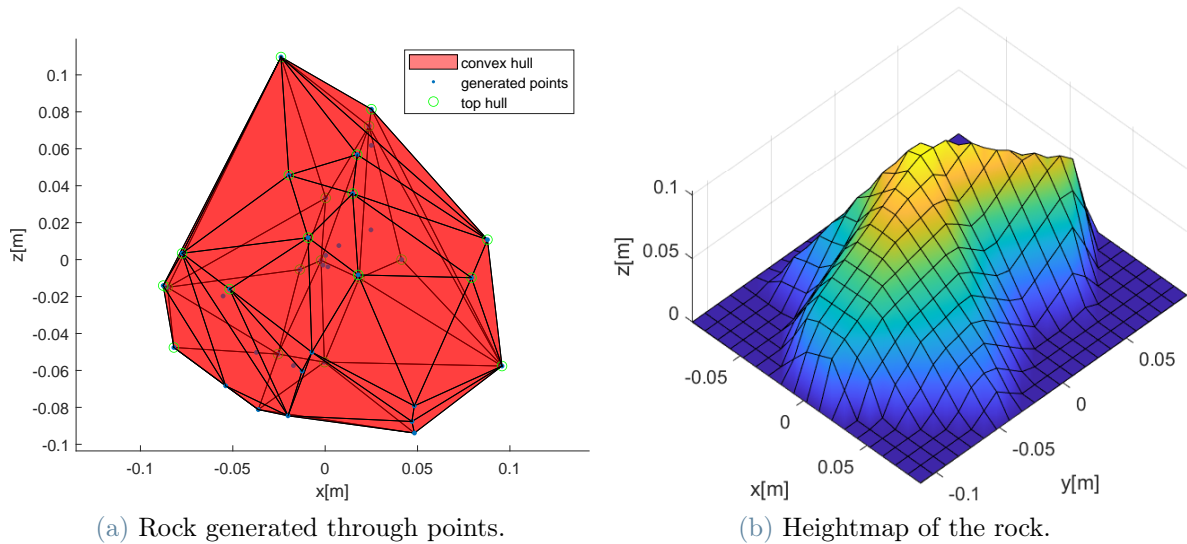 0.1
0.08
0.06
0.04
0.02
0
-0.02
-0.04
-0.06
-0.08
-0.1
z[m]
-0.1
-0.05
0
0.05
0.1
x[m]
convex hull
generated points
top hull
(a) Rock generated through points.
0.1
0.05
0
z[m]
-0.05
0
0.05
x[m]
-0.1
-0.05
0
0.05
y[m]
(b) Heightmap of the rock.